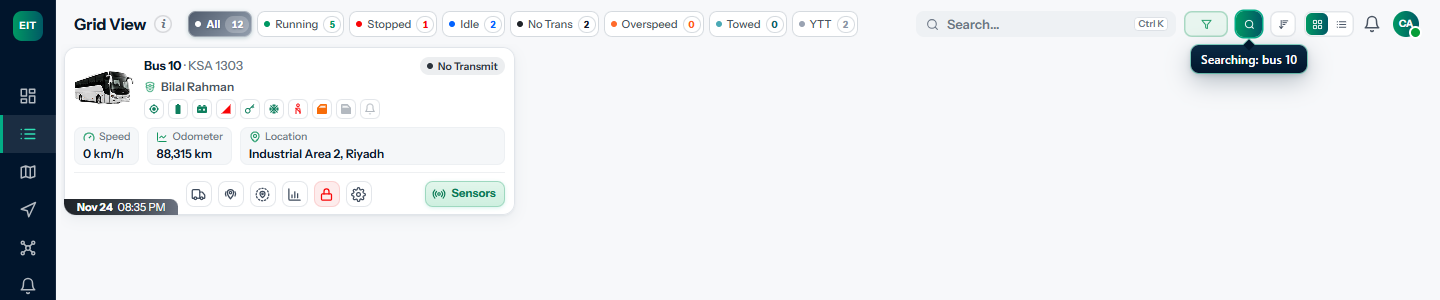 EIT
Grid View i All 12 Running 5 Stopped 1 Idle 2 No Trans 2 Overspeed 0 Towed 0 YTT 2 Search... Ctrl K CA
Searching: bus 10
Bus 10 · KSA 1303 No Transmit
Bilal Rahman
Speed Odometer Location
0 km/h 88,315 km Industrial Area 2, Riyadh
Sensors
Nov 24 08:35 PM